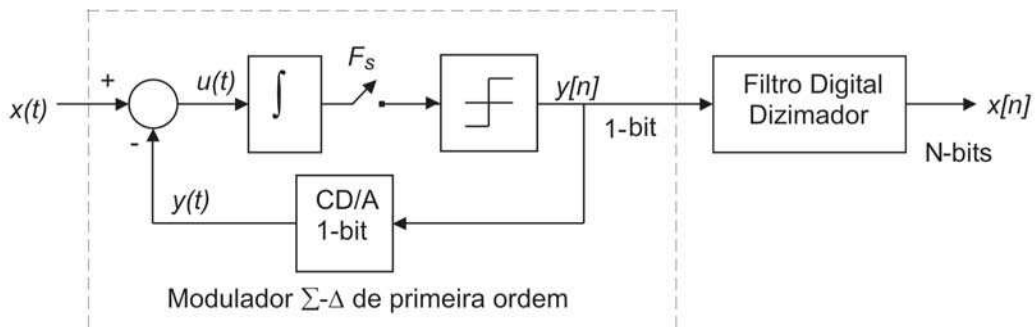 x(t)
+
-
u(t)
∫
F_s
y[n]
1-bit
Filtro Digital
Dizimador
x[n]
N-bits
y(t)
CD/A
1-bit
Modulador Σ-Δ de primeira ordem